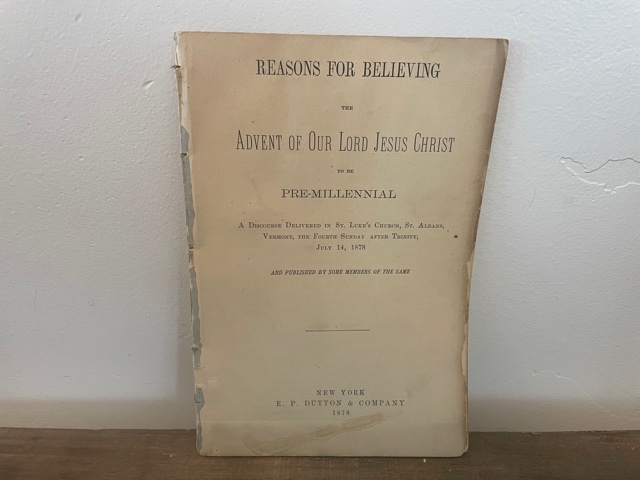 REASONS FOR BELIEVING
THE
ADVENT OF OUR LORD JESUS CHRIST
TO BE
PRE-MILLENNIAL
A DISCOURSE DELIVERED IN ST. LUKE'S CHURCH, ST. ALBANS,
VERMONT, THE FOURTH SUNDAY AFTER TRINITY,
JULY 14, 1878
AND PUBLISHED BY SOME MEMBERS OF THE SAME
NEW YORK
E. P. DUTTON & COMPANY
1878